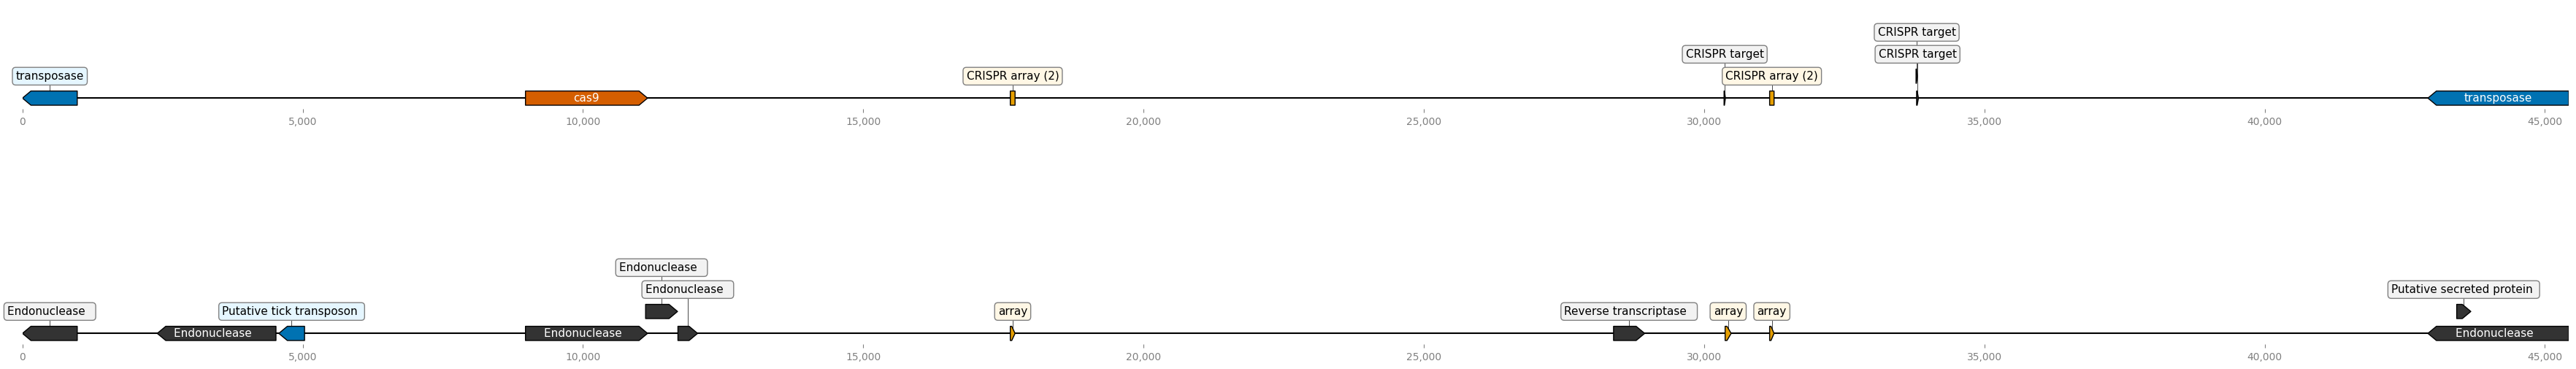 CRISPR target
CRISPR target CRISPR target
transposase CRISPR array (2) CRISPR array (2)
cas9 transposase
0 5,000 10,000 15,000 20,000 25,000 30,000 35,000 40,000 45,000
Endonuclease
Endonuclease Putative secreted protein
Endonuclease Putative tick transposon array Reverse transcriptase array array
Endonuclease Endonuclease Endonuclease
0 5,000 10,000 15,000 20,000 25,000 30,000 35,000 40,000 45,000